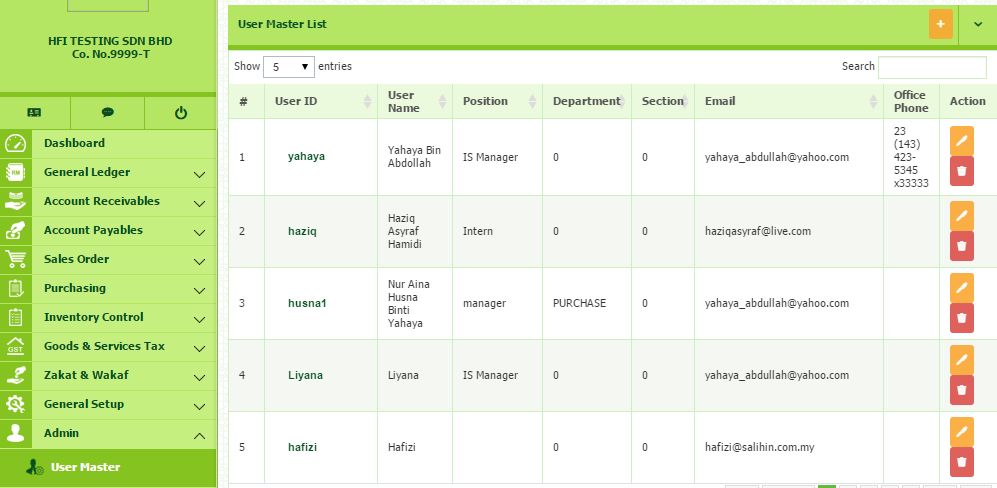 HFI TESTING SDN BHD
Co. No.9999-T
Dashboard
General Ledger
Account Receivables
Account Payables
Sales Order
Purchasing
Inventory Control
GST
Goods & Services Tax
Zakat & Wakaf
General Setup
Admin
User Master
User Master List
+
Show 5 entries
Search
# User ID User Name Position Department Section Email Office Phone Action
1 yahaya Yahaya Bin Abdollah IS Manager 0 0 yahaya_abdullah@yahoo.com 23 (143) 423-5345 x33333
2 haziq Haziq Asyraf Hamidi Intern 0 0 haziqasyraf@live.com
3 husna1 Nur Aina Husna Binti Yahaya manager PURCHASE 0 yahaya_abdullah@yahoo.com
4 Liyana Liyana IS Manager 0 0 yahaya_abdullah@yahoo.com
5 hafizi Hafizi 0 0 hafizi@salihin.com.my